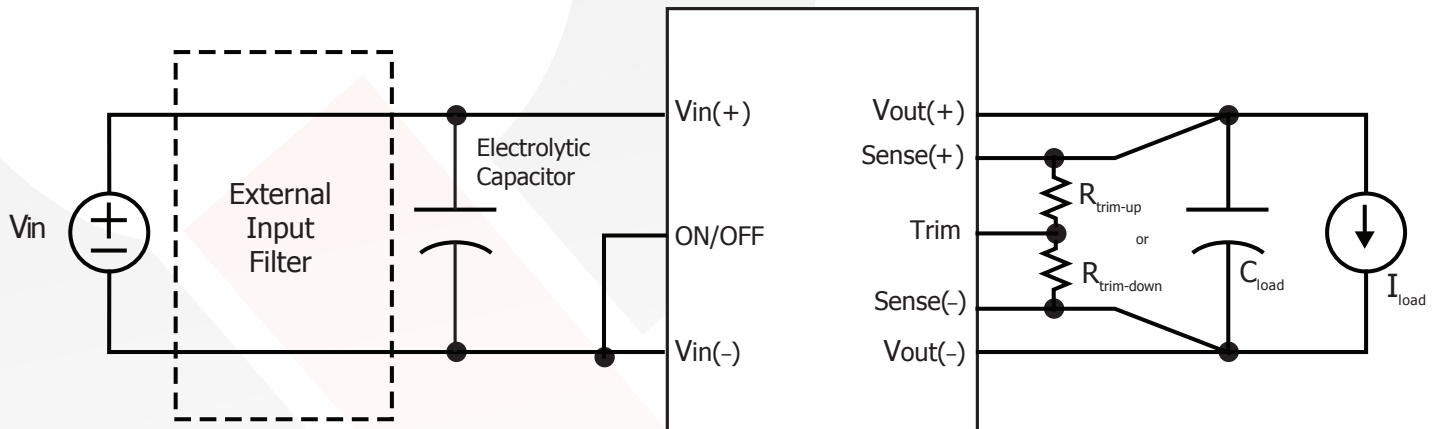 Vin
External
Input
Filter
Electrolytic
Capacitor
Vin(+)
ON/OFF
Vin(–)
Vout(+)
Sense(+)
Trim
Sense(–)
Vout(–)
Rtrim-up
or
Rtrim-down
Cload
Iload